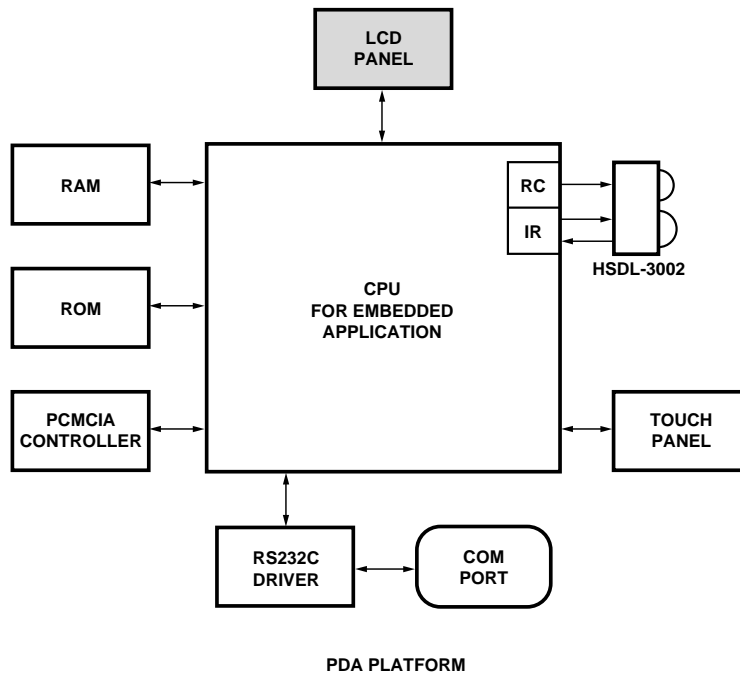 LCD
PANEL
RAM
RC
IR
HSDL-3002
ROM
CPU
FOR EMBEDDED
APPLICATION
PCMCIA
CONTROLLER
TOUCH
PANEL
RS232C
DRIVER
COM
PORT
PDA PLATFORM